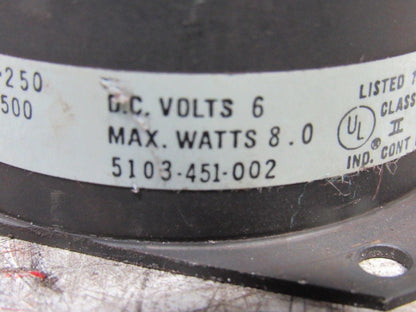 -250
500
D.C. VOLTS 6
MAX. WATTS 8.0
5103-451-002
LISTED
CLASS
UL
II
IND. CONT